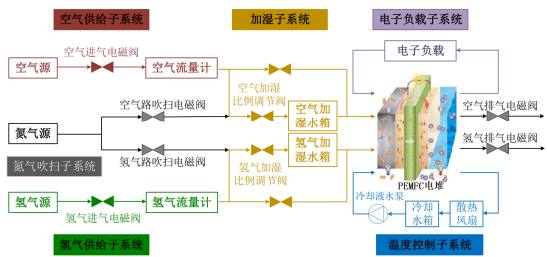 空气供给子系统
加湿子系统
电子负载子系统
空气进气电磁阀
空气源
空气流量计
电子负载
空气加湿
比例调节阀
空气路吹扫电磁阀
空气加
湿水箱
空气排气电磁阀
氮气源
氢气加
湿水箱
氢气排气电磁阀
氮气吹扫子系统
氢气路吹扫电磁阀
氢气加湿
比例调节阀
PEMFC电堆
氢气源
氢气进气电磁阀
氢气流量计
冷却液水泵
冷却
水箱
散热
风扇
氢气供给子系统
温度控制子系统